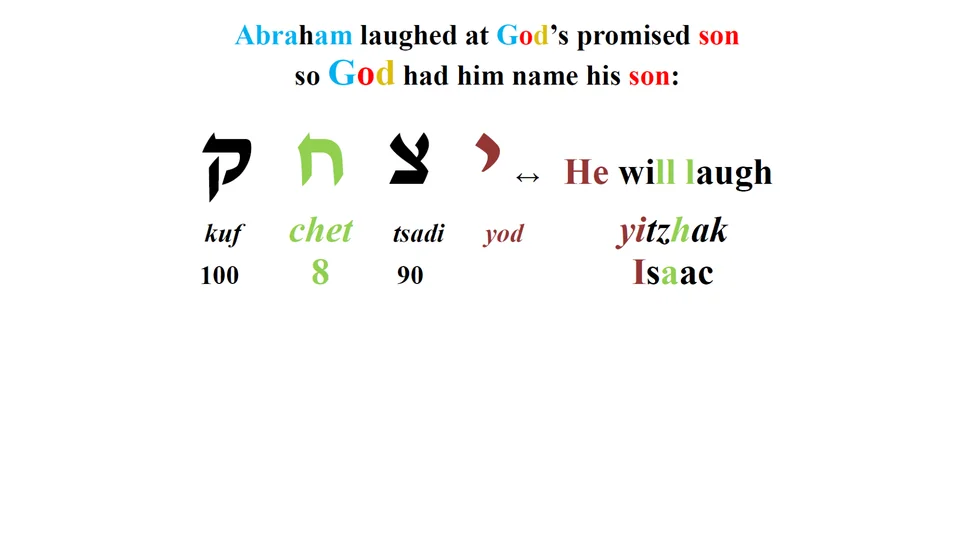 Abraham laughed at God’s promised son
so God had him name his son:
י צ ח ק ↔ He will laugh
kuf chet tsadi yod yitzhak
100 8 90 Isaac